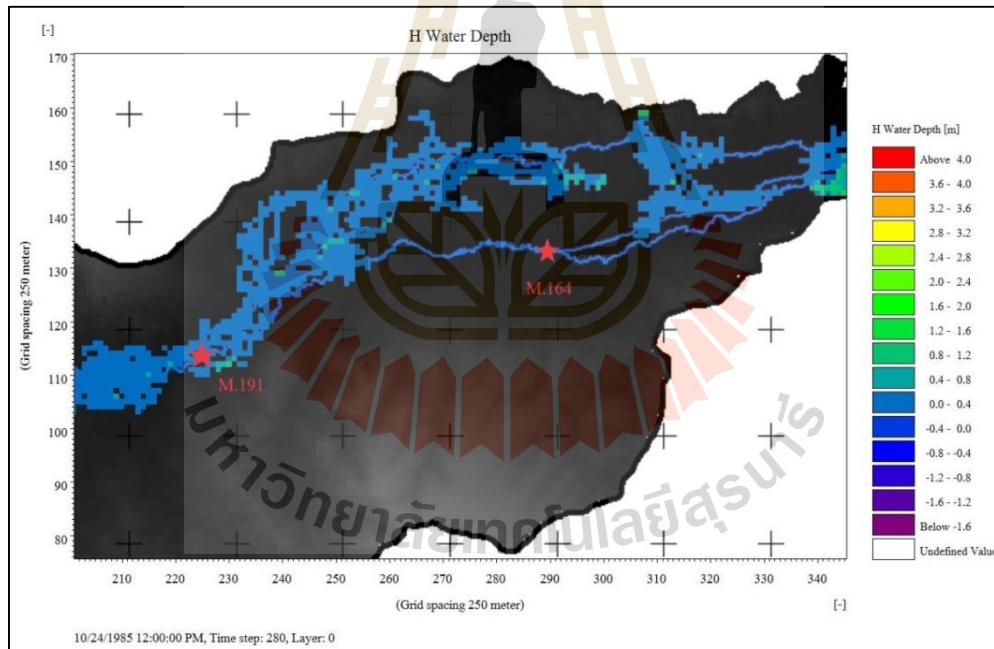 [-]
H Water Depth
170
160
150
140
130
120
110
100
90
80
(Grid spacing 250 meter)
M.164
M.191
210 220 230 240 250 260 270 280 290 300 310 320 330 340
(Grid spacing 250 meter)
[-]
H Water Depth [m]
Above 4.0
3.6 - 4.0
3.2 - 3.6
2.8 - 3.2
2.4 - 2.8
2.0 - 2.4
1.6 - 2.0
1.2 - 1.6
0.8 - 1.2
0.4 - 0.8
0.0 - 0.4
-0.4 - 0.0
-0.8 - -0.4
-1.2 - -0.8
-1.6 - -1.2
Below -1.6
Undefined Value
มหาวิทยาลัยเทคโนโลยีสุรนารี
10/24/1985 12:00:00 PM, Time step: 280, Layer: 0